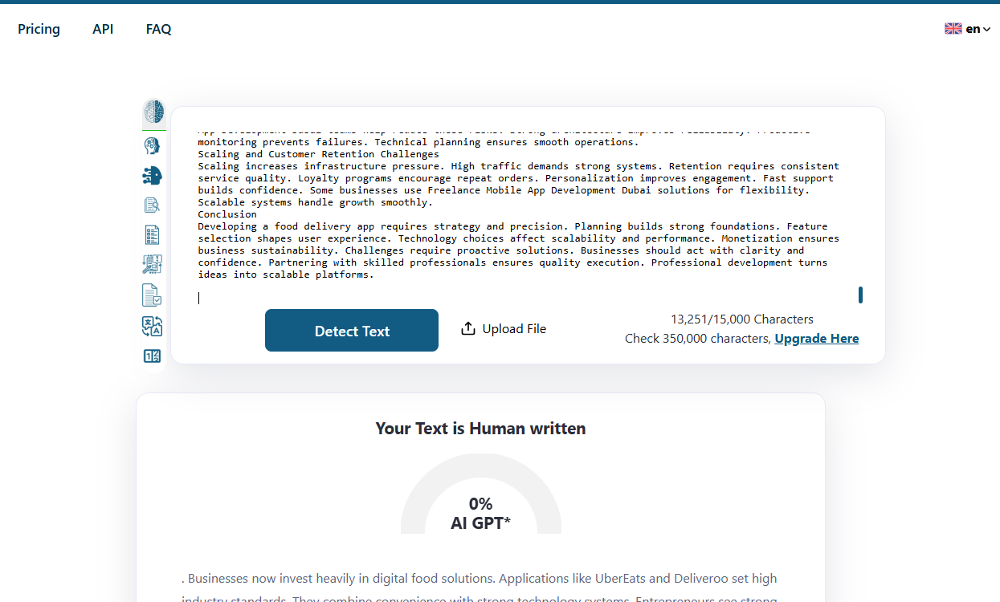 Pricing
API
FAQ
en
monitoring prevents failures. Technical planning ensures smooth operations.
Scaling and Customer Retention Challenges
Scaling increases infrastructure pressure. High traffic demands strong systems. Retention requires consistent
service quality. Loyalty programs encourage repeat orders. Personalization improves engagement. Fast support
builds confidence. Some businesses use Freelance Mobile App Development Dubai solutions for flexibility.
Scalable systems handle growth smoothly.
Conclusion
Developing a food delivery app requires strategy and precision. Planning builds strong foundations. Feature
selection shapes user experience. Technology choices affect scalability and performance. Monetization ensures
business sustainability. Challenges require proactive solutions. Businesses should act with clarity and
confidence. Partnering with skilled professionals ensures quality execution. Professional development turns
ideas into scalable platforms.
Detect Text
Upload File
13,251/15,000 Characters
Check 350,000 characters, Upgrade Here
Your Text is Human written
0%
AI GPT*
. Businesses now invest heavily in digital food solutions. Applications like UberEats and Deliveroo set high
industry standards. They combine convenience with strong technology systems. Entrepreneurs see strong